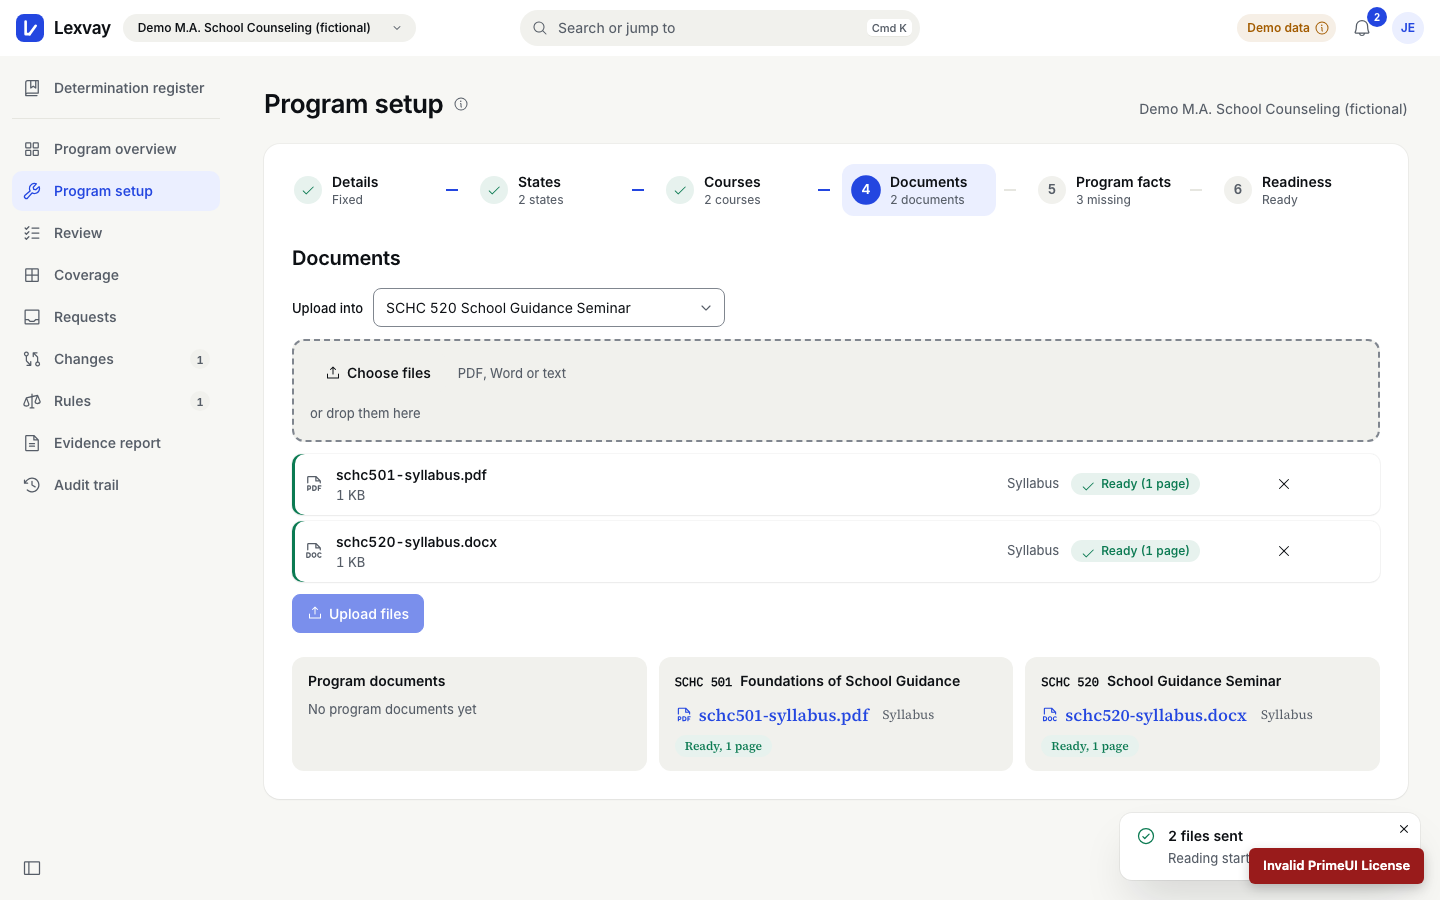 Lexvay
Demo M.A. School Counseling (fictional)
Search or jump to
Cmd K
Demo data
2
JE
Determination register
Program overview
Program setup
Review
Coverage
Requests
Changes 1
Rules 1
Evidence report
Audit trail
Program setup
Demo M.A. School Counseling (fictional)
Details
Fixed
States
2 states
Courses
2 courses
4
Documents
2 documents
5
Program facts
3 missing
6
Readiness
Ready
Documents
Upload into
SCHC 520 School Guidance Seminar
Choose files
PDF, Word or text
or drop them here
PDF
schc501-syllabus.pdf
1 KB
Syllabus
Ready (1 page)
DOC
schc520-syllabus.docx
1 KB
Syllabus
Ready (1 page)
Upload files
Program documents
No program documents yet
SCHC 501 Foundations of School Guidance
PDF
schc501-syllabus.pdf
Syllabus
Ready, 1 page
SCHC 520 School Guidance Seminar
DOC
schc520-syllabus.docx
Syllabus
Ready, 1 page
2 files sent
Reading start
Invalid PrimeUI License